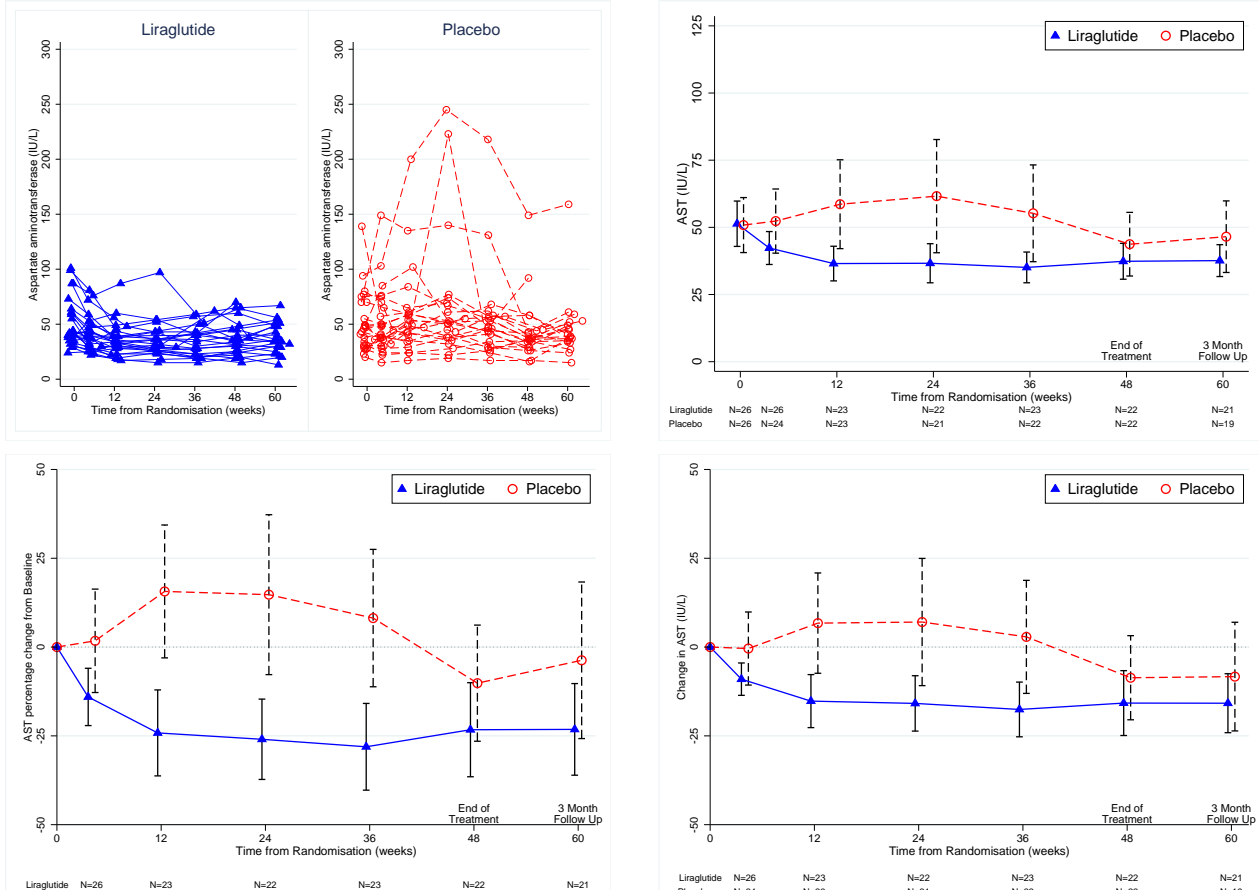 Liraglutide
Placebo
Aspartate aminotransferase (IU/L)
300
250
200
150
100
50
0
0 12 24 36 48 60
Aspartate aminotransferase (IU/L)
300
250
200
150
100
50
0
0 12 24 36 48 60
Time from Randomisation (weeks)
Time from Randomisation (weeks)
Liraglutide Placebo
AST (IU/L)
125
100
75
50
25
0
End of
Treatment
3 Month
Follow Up
0 12 24 36 48 60
Time from Randomisation (weeks)
Liraglutide N=26 N=26 N=23 N=22 N=23 N=22 N=21
Placebo N=26 N=24 N=23 N=21 N=22 N=22 N=19
Liraglutide Placebo
AST percentage change from Baseline
50
25
0
-25
-50
End of
Treatment
3 Month
Follow Up
0 12 24 36 48 60
Time from Randomisation (weeks)
Liraglutide N=26 N=23 N=22 N=23 N=22 N=21
Liraglutide Placebo
Change in AST (IU/L)
50
25
0
-25
-50
End of
Treatment
3 Month
Follow Up
0 12 24 36 48 60
Time from Randomisation (weeks)
Liraglutide N=26 N=23 N=22 N=23 N=22 N=21